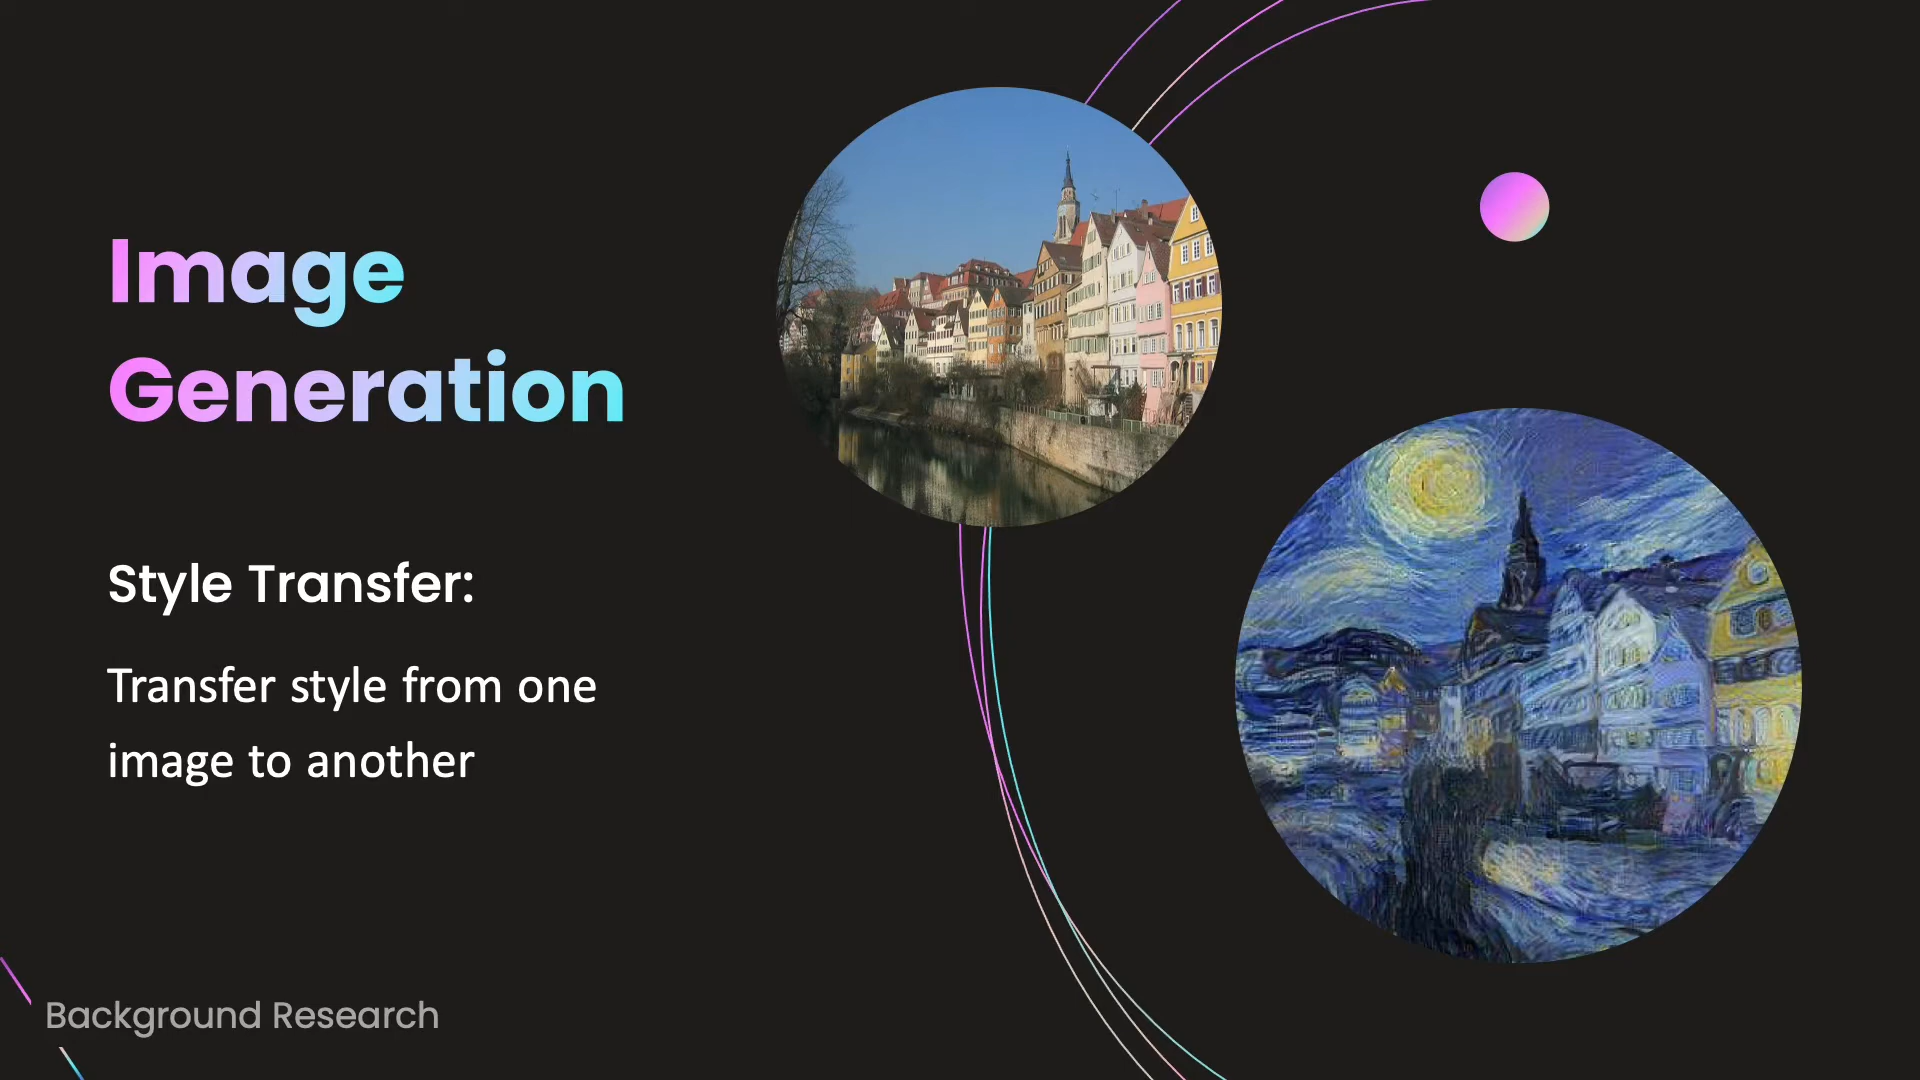 Image
Generation
Style Transfer:
Transfer style from one
image to another
Background Research